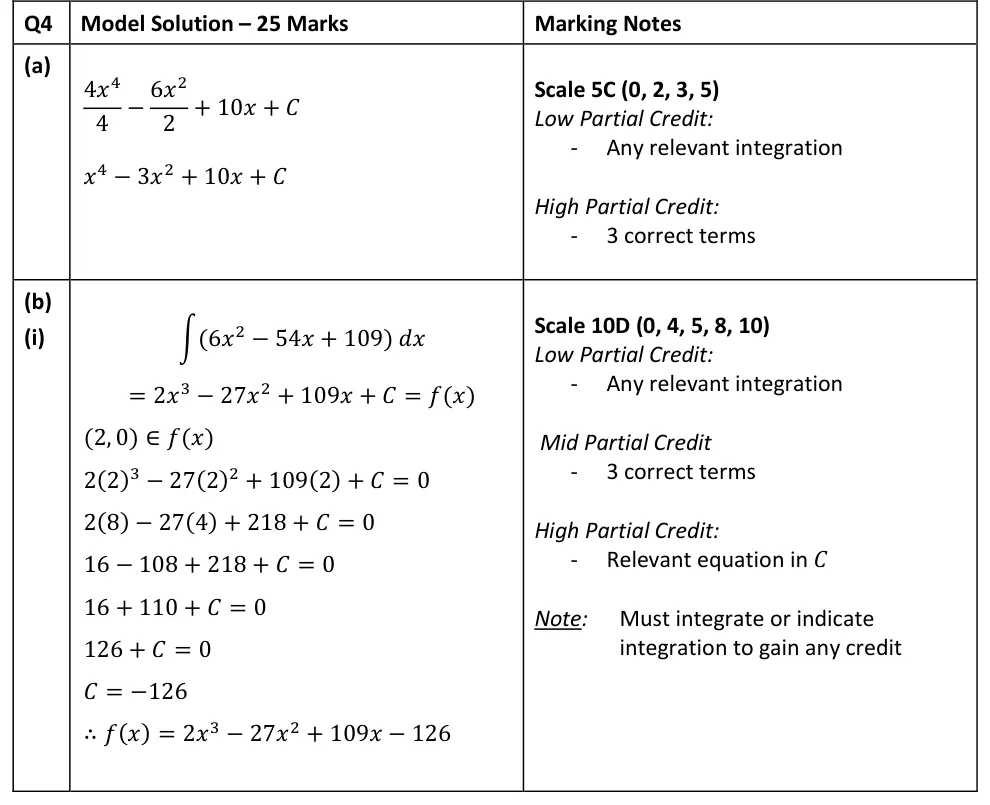 Q4 Model Solution – 25 Marks Marking Notes
(a)
4x⁴/4 − 6x²/2 + 10x + C
x⁴ − 3x² + 10x + C
Scale 5C (0, 2, 3, 5)
Low Partial Credit:
- Any relevant integration
High Partial Credit:
- 3 correct terms
(b)
(i)
∫(6x² − 54x + 109) dx
= 2x³ − 27x² + 109x + C = f(x)
(2, 0) ∈ f(x)
2(2)³ − 27(2)² + 109(2) + C = 0
2(8) − 27(4) + 218 + C = 0
16 − 108 + 218 + C = 0
16 + 110 + C = 0
126 + C = 0
C = −126
∴ f(x) = 2x³ − 27x² + 109x − 126
Scale 10D (0, 4, 5, 8, 10)
Low Partial Credit:
- Any relevant integration
Mid Partial Credit
- 3 correct terms
High Partial Credit:
- Relevant equation in C
Note: Must integrate or indicate
integration to gain any credit